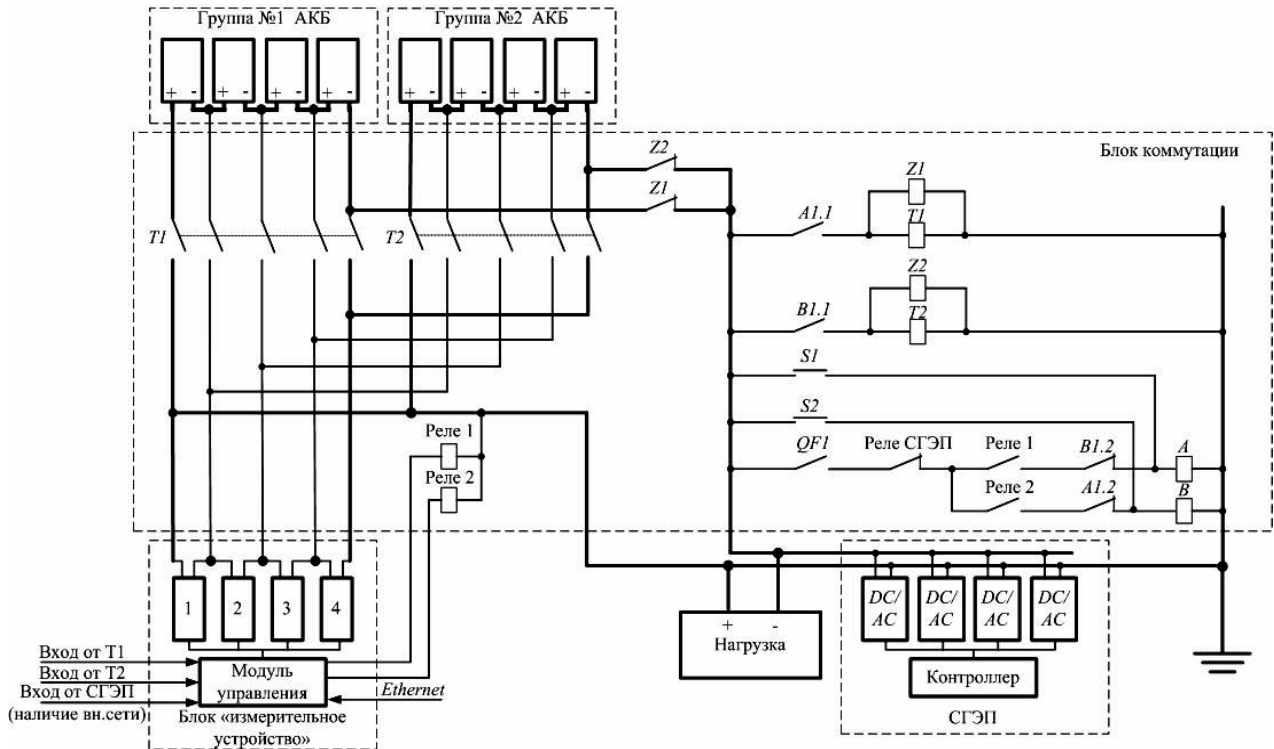 Группа №1 АКБ
Группа №2 АКБ
+ - + - + - + -
+ - + - + - + -
Блок коммутации
Z2
Z1
Z1
A1.1
T1
T1
T2
Z2
B1.1
T2
S1
S2
Реле 1
Реле 2
QF1
Реле СГЭП
Реле 1
B1.2
A
Реле 2
A1.2
B
1
2
3
4
DC/
AC
DC/
AC
DC/
AC
DC/
AC
+ -
Нагрузка
Контроллер
СГЭП
Вход от Т1
Вход от Т2
Вход от СГЭП
(наличие вн.сети)
Модуль
управления
Ethernet
Блок «измерительное
устройство»